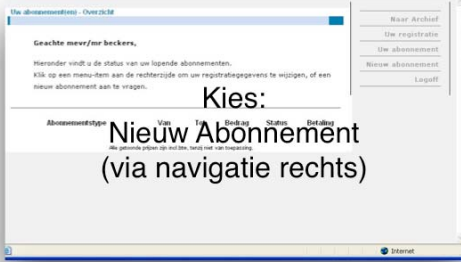 Uw abonnement(en) - Overzicht
Geachte mevr/mr beckers,
Hieronder vindt u de status van uw lopende abonnementen.
Klik op een menu-item aan de rechterzijde om uw registratiegegevens te wijzigen, of een
nieuw abonnement aan te vragen.
Abonnementstype Van Tot Bedrag Status Betaling
Alle getoonde prijzen zijn incl btw, tenzij niet van toepassing.
Naar Archief
Uw registratie
Uw abonnement
Nieuw abonnement
Logoff
Kies:
Nieuw Abonnement
(via navigatie rechts)
Internet